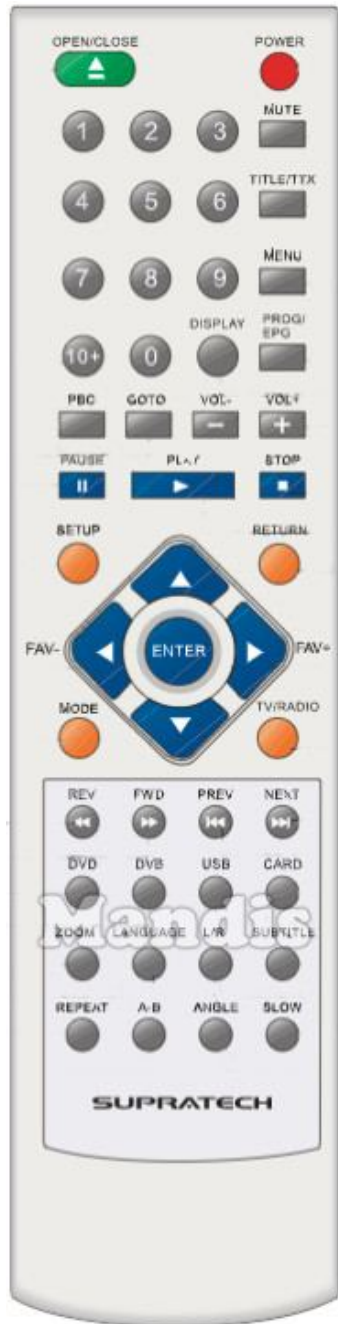 OPEN/CLOSE POWER
MUTE
1 2 3
TITLE/TTX
4 5 6
MENU
7 8 9
DISPLAY PROG/
EPG
10+ 0
PBC GOTO VOL- VOL+
PAUSE PLAY STOP
SETUP RETURN
FAV- ENTER FAV+
MODE TV/RADIO
REV FWD PREV NEXT
DVD DVB USB CARD
Mandis
ZOOM LANGUAGE L/R SUBTITLE
REPEAT A-B ANGLE SLOW
SUPRATECH